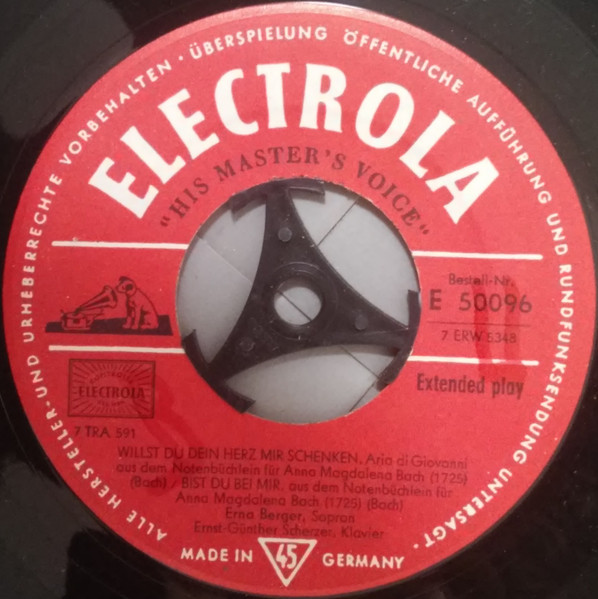 ALLE HERSTELLER- UND URHEBERRECHTE VORBEHALTEN · ÜBERSPIELUNG ÖFFENTLICHE AUFFÜHRUNG UND RUNDFUNKSENDUNG UNTERSAGT ·
ELECTROLA
"HIS MASTER'S VOICE"
Bestell-Nr.
E 50096
7 ERW 5348
Extended play
ELECTROLA
7 TRA 591
WILLST DU DEIN HERZ MIR SCHENKEN, Aria di Giovanni
aus dem Notenbüchlein für Anna Magdalena Bach (1725)
(Bach) / BIST DU BEI MIR, aus dem Notenbüchlein für
Anna Magdalena Bach (1725) (Bach)
Erna Berger, Sopran
Ernst-Günther Scherzer, Klavier
MADE IN 45 GERMANY